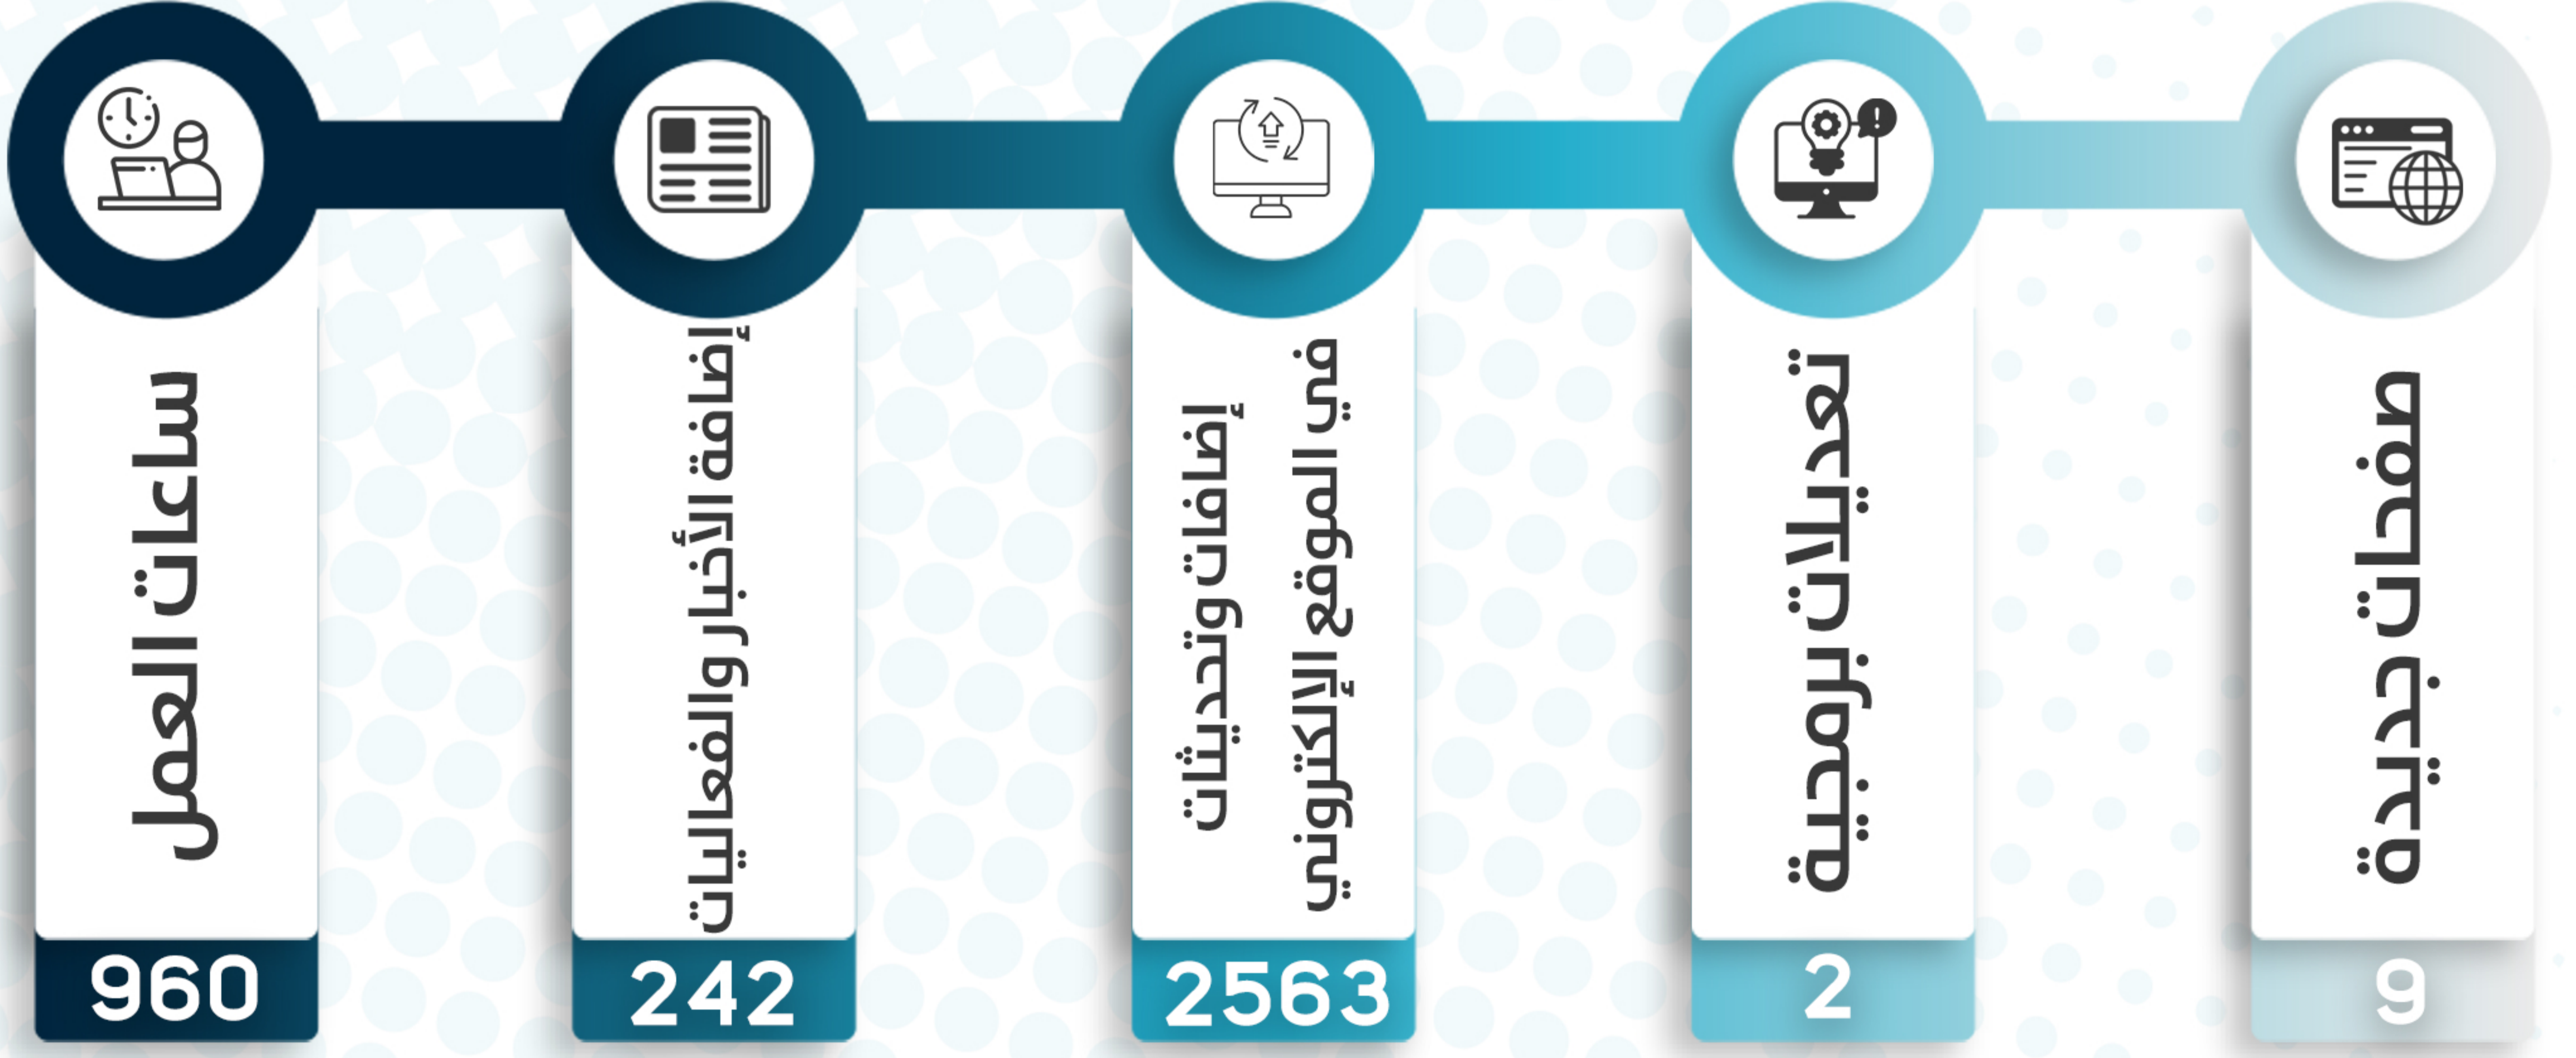 صفحات جديدة
9
تعديلات برمجية
2
إضافات وتحديثات
في الموقع الإلكتروني
2563
إضافة الأخبار والفعاليات
242
ساعات العمل
960